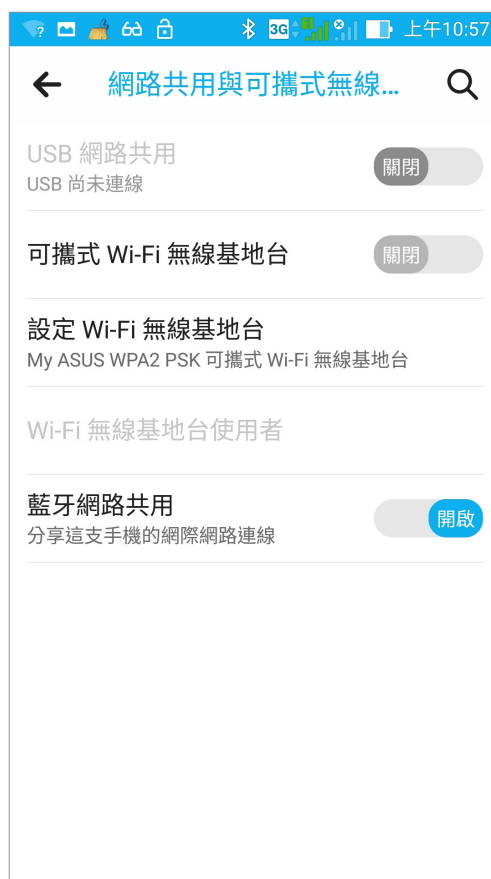 3G 上午10:57
網路共用與可攜式無線...
USB 網路共用
USB 尚未連線
關閉
可攜式 Wi-Fi 無線基地台
關閉
設定 Wi-Fi 無線基地台
My ASUS WPA2 PSK 可攜式 Wi-Fi 無線基地台
Wi-Fi 無線基地台使用者
藍牙網路共用
分享這支手機的網際網路連線
開啟